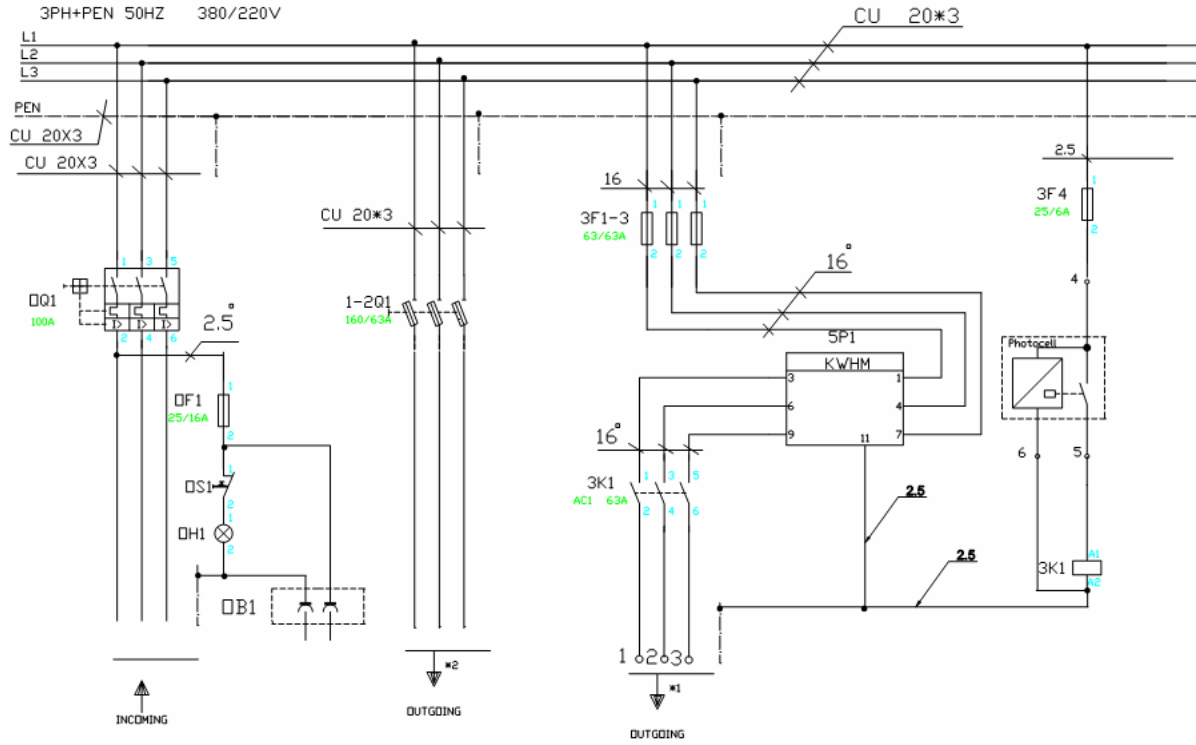 3PH+PEN 50HZ 380/220V
CU 20*3
L1
L2
L3
PEN
CU 20X3
CU 20X3
2.5
16
1
1
1
1
3F4
25/6A
2
3F1-3
63/63A
2
2
2
CU 20*3
1 3 5
0Q1
100A
I> I> I>
2 4 6
2.5
1-2Q1
160/63A
16
4
5P1
KWHM
Photocell
3 1
6 4
9 7
11
1
0F1
25/16A
2
16
6 5
1
0S1
2
1 3 5
3K1
AC1 63A
2 4 6
2.5
1
0H1
2
2.5
A1
3K1
A2
0B1
1 2 3
*2
*1
INCOMING
OUTGOING
OUTGOING